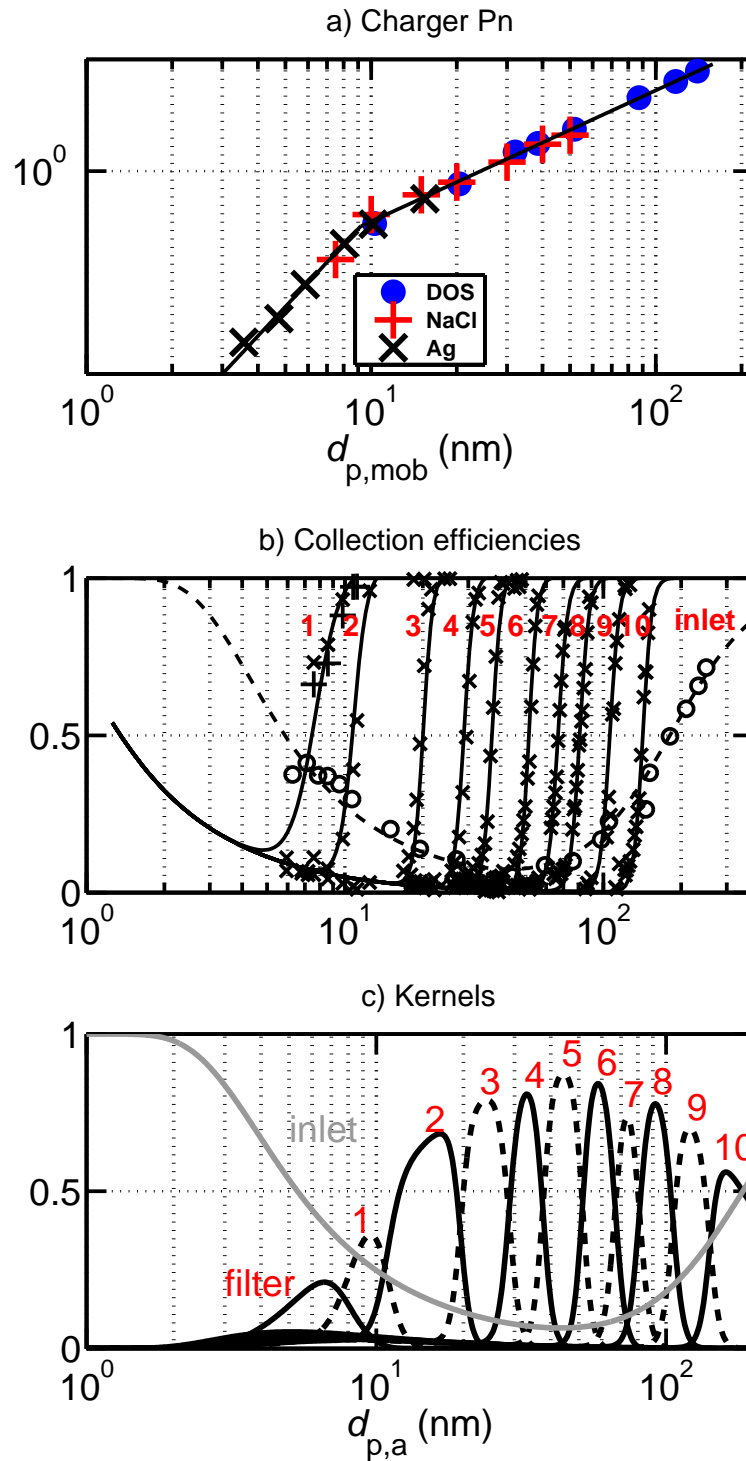 a) Charger Pn
10⁰
DOS
NaCl
Ag
10⁰ 10¹ 10²
d_p,mob (nm)
b) Collection efficiencies
1
1 2 3 4 5 6 7 8 9 10 inlet
0.5
0
10⁰ 10¹ 10²
c) Kernels
1
inlet
1 2 3 4 5 6 7 8 9 10
0.5
filter
0
10⁰ 10¹ 10²
d_p,a (nm)